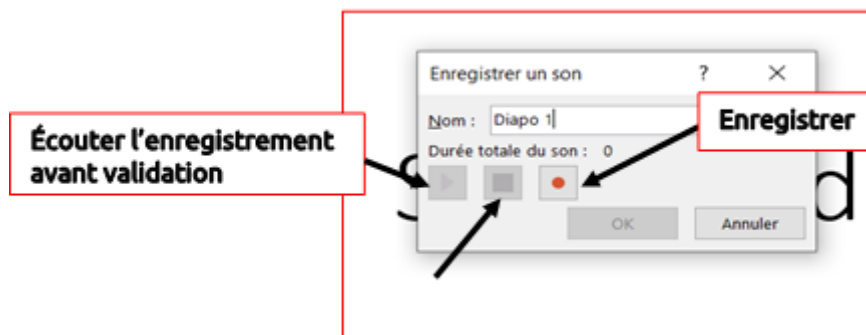 Enregistrer un son ?
Nom : Diapo 1
Enregistrer
Écouter l'enregistrement
avant validation
Durée totale du son : 0
OK Annuler